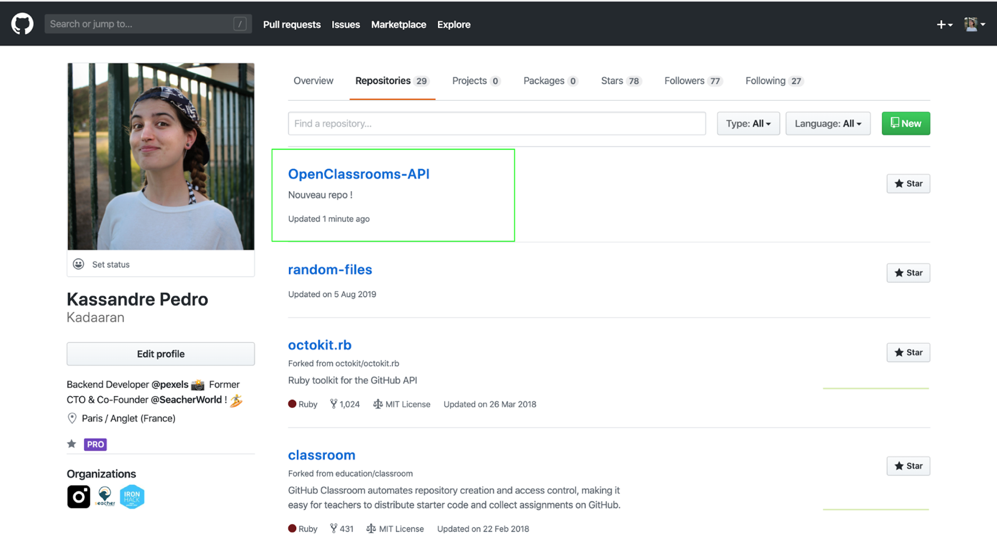 Search or jump to... /
Pull requests Issues Marketplace Explore
Overview Repositories 29 Projects 0 Packages 0 Stars 78 Followers 77 Following 27
Find a repository... Type: All Language: All New
OpenClassrooms-API
Star
Nouveau repo !
Updated 1 minute ago
Set status
random-files
Star
Updated on 5 Aug 2019
Kassandre Pedro
Kadaaran
Edit profile
Backend Developer @pexels Former
CTO & Co-Founder @SeacherWorld !
Paris / Anglet (France)
PRO
Organizations
IRON
HACK
octokit.rb
Star
Forked from octokit/octokit.rb
Ruby toolkit for the GitHub API
Ruby 1,024 MIT License Updated on 26 Mar 2018
classroom
Star
Forked from education/classroom
GitHub Classroom automates repository creation and access control, making it
easy for teachers to distribute starter code and collect assignments on GitHub.
Ruby 431 MIT License Updated on 22 Feb 2018